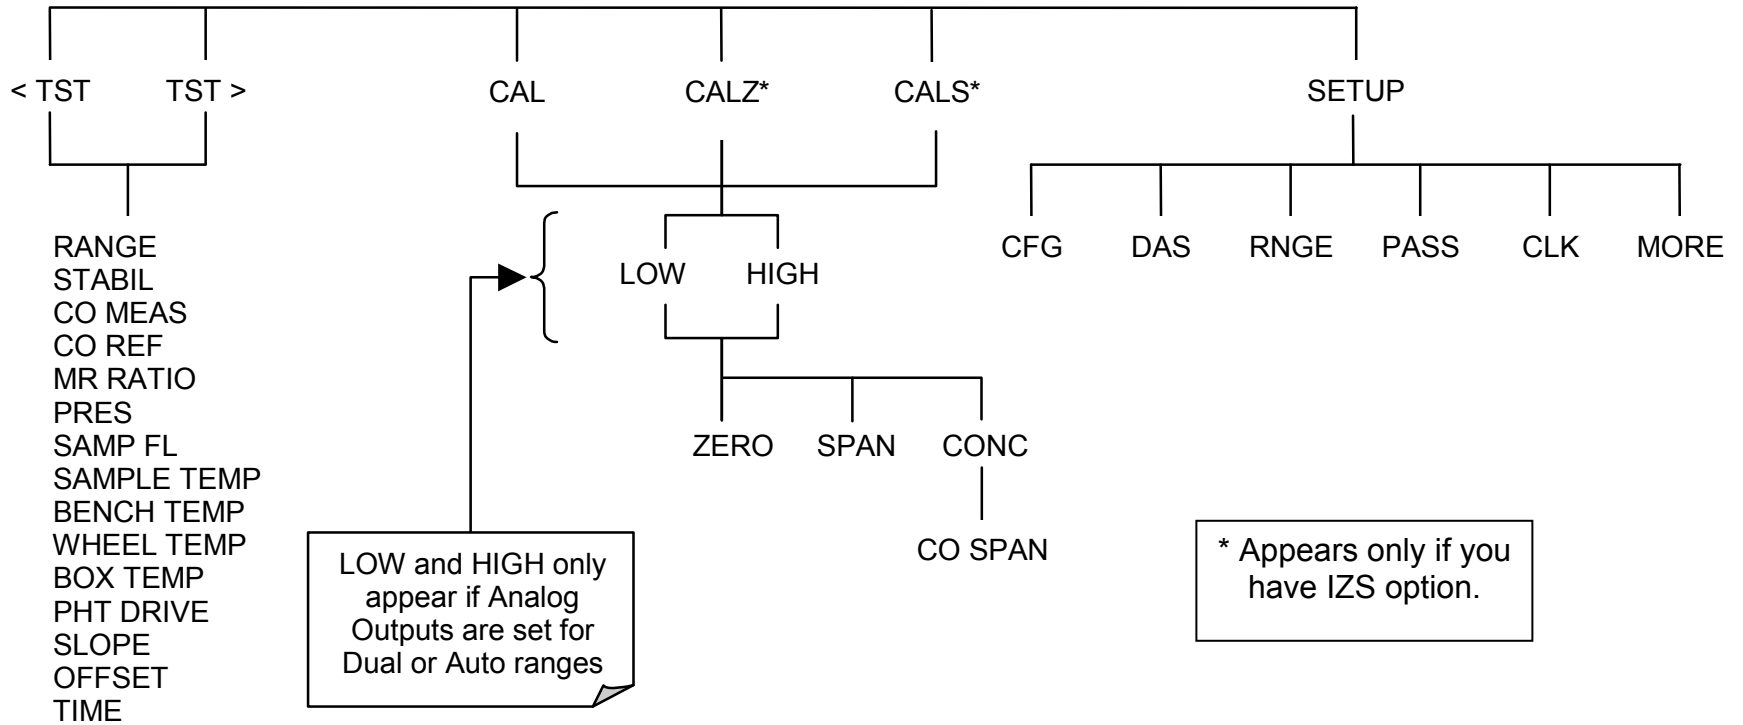 < TST
TST >
CAL
CALZ*
CALS*
SETUP
RANGE
STABIL
CO MEAS
CO REF
MR RATIO
PRES
SAMP FL
SAMPLE TEMP
BENCH TEMP
WHEEL TEMP
BOX TEMP
PHT DRIVE
SLOPE
OFFSET
TIME
LOW
HIGH
LOW and HIGH only
appear if Analog
Outputs are set for
Dual or Auto ranges
ZERO
SPAN
CONC
CO SPAN
CFG
DAS
RNGE
PASS
CLK
MORE
* Appears only if you
have IZS option.